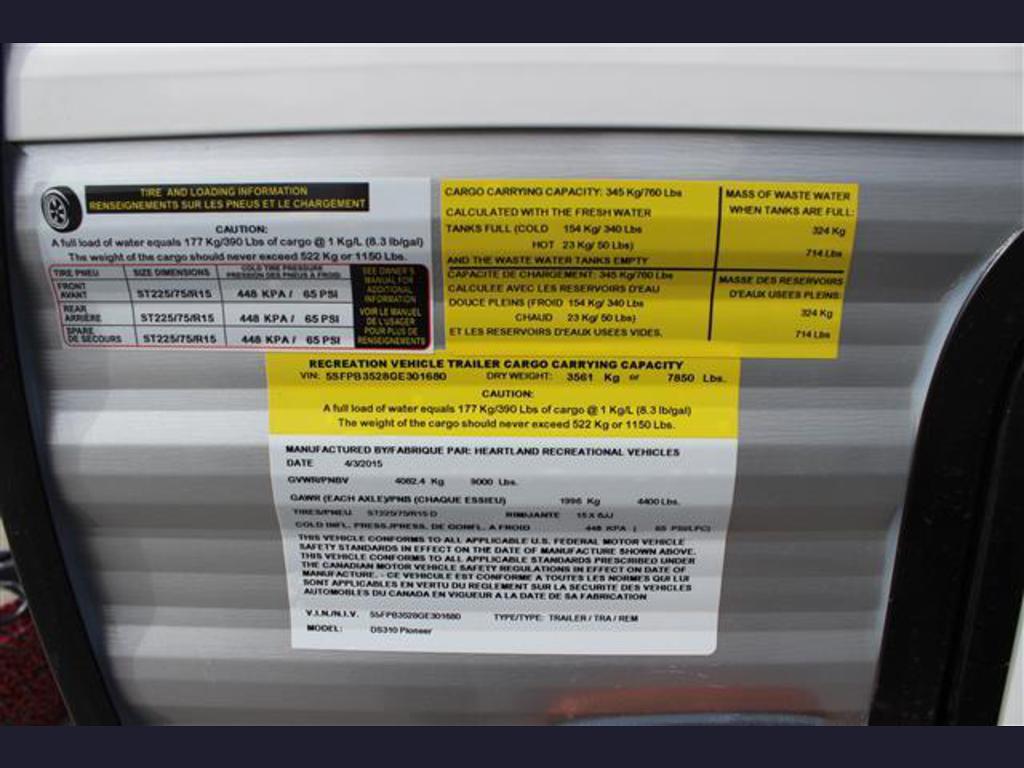 TIRE AND LOADING INFORMATION
RENSEIGNEMENTS SUR LES PNEUS ET LE CHARGEMENT
CAUTION:
A full load of water equals 177 Kg/390 Lbs of cargo @ 1 Kg/L (8.3 lb/gal)
The weight of the cargo should never exceed 522 Kg or 1150 Lbs.
TIRE PNEU SIZE DIMENSIONS COLD TIRE PRESSURE
PRESSION DES PNEUS A FROID
FRONT
AVANT ST225/75/R15 448 KPA / 65 PSI
REAR
ARRIÈRE ST225/75/R15 448 KPA / 65 PSI
SPARE
DE SECOURS ST225/75/R15 448 KPA / 65 PSI
SEE OWNER'S
MANUAL FOR
ADDITIONAL
INFORMATION
VOIR LE MANUEL
DE L'USAGER
POUR PLUS DE
RENSEIGNEMENTS
CARGO CARRYING CAPACITY: 345 Kg/760 Lbs
CALCULATED WITH THE FRESH WATER
TANKS FULL (COLD 154 Kg/ 340 Lbs
HOT 23 Kg/ 50 Lbs)
AND THE WASTE WATER TANKS EMPTY
MASS OF WASTE WATER
WHEN TANKS ARE FULL:
324 Kg
714 Lbs
CAPACITE DE CHARGEMENT: 345 Kg/760 Lbs
CALCULEE AVEC LES RESERVOIRS D'EAU
DOUCE PLEINS (FROID 154 Kg/ 340 Lbs
CHAUD 23 Kg/ 50 Lbs)
ET LES RESERVOIRS D'EAUX USEES VIDES.
MASSE DES RESERVOIRS
D'EAUX USEES PLEINS:
324 Kg
714 Lbs
RECREATION VEHICLE TRAILER CARGO CARRYING CAPACITY
VIN: 5SFPB3528GE301680 DRY WEIGHT: 3561 Kg or 7850 Lbs.
CAUTION:
A full load of water equals 177 Kg/390 Lbs of cargo @ 1 Kg/L (8.3 lb/gal)
The weight of the cargo should never exceed 522 Kg or 1150 Lbs.
MANUFACTURED BY/FABRIQUE PAR: HEARTLAND RECREATIONAL VEHICLES
DATE 4/3/2015
GVWR/PNBV 4082.4 Kg 9000 Lbs.
GAWR (EACH AXLE)/PNB (CHAQUE ESSIEU) 1996 Kg 4400 Lbs.
TIRES/PNEU ST225/75/R15 D RIM/JANTE 15 X 6JJ
COLD INFL. PRESS./PRESS. DE GONFL. A FROID 448 KPA ( 65 PSI/LPC)
THIS VEHICLE CONFORMS TO ALL APPLICABLE U.S. FEDERAL MOTOR VEHICLE
SAFETY STANDARDS IN EFFECT ON THE DATE OF MANUFACTURE SHOWN ABOVE.
THIS VEHICLE CONFORMS TO ALL APPLICABLE STANDARDS PRESCRIBED UNDER
THE CANADIAN MOTOR VEHICLE SAFETY REGULATIONS IN EFFECT ON DATE OF
MANUFACTURE. - CE VEHICULE EST CONFORME A TOUTES LES NORMES QUI LUI
SONT APPLICABLES EN VERTU DU REGLEMENT SUR LA SECURITE DES VEHICLES
AUTOMOBILES DU CANADA EN VIGUEUR A LA DATE DE SA FABRICATION
V.I.N./N.I.V. 5SFPB3528GE301680 TYPE/TYPE: TRAILER / TRA / REM
MODEL: DS310 Pioneer